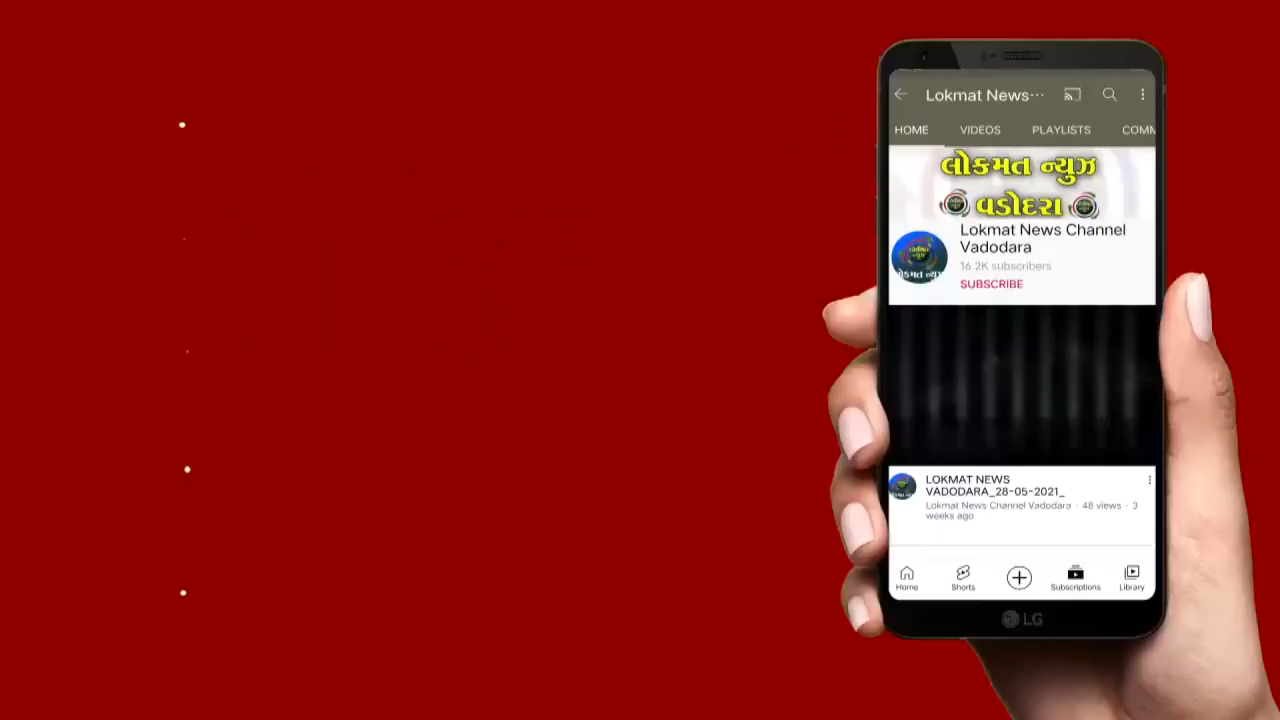 Lokmat News...
HOME VIDEOS PLAYLISTS COMM
લોકમત ન્યુઝ
વડોદરા
Lokmat News Channel
Vadodara
16.2K subscribers
SUBSCRIBE
LOKMAT NEWS
VADODARA_28-05-2021_
Lokmat News Channel Vadodara · 48 views · 3
weeks ago
Home Shorts Subscriptions Library
LG